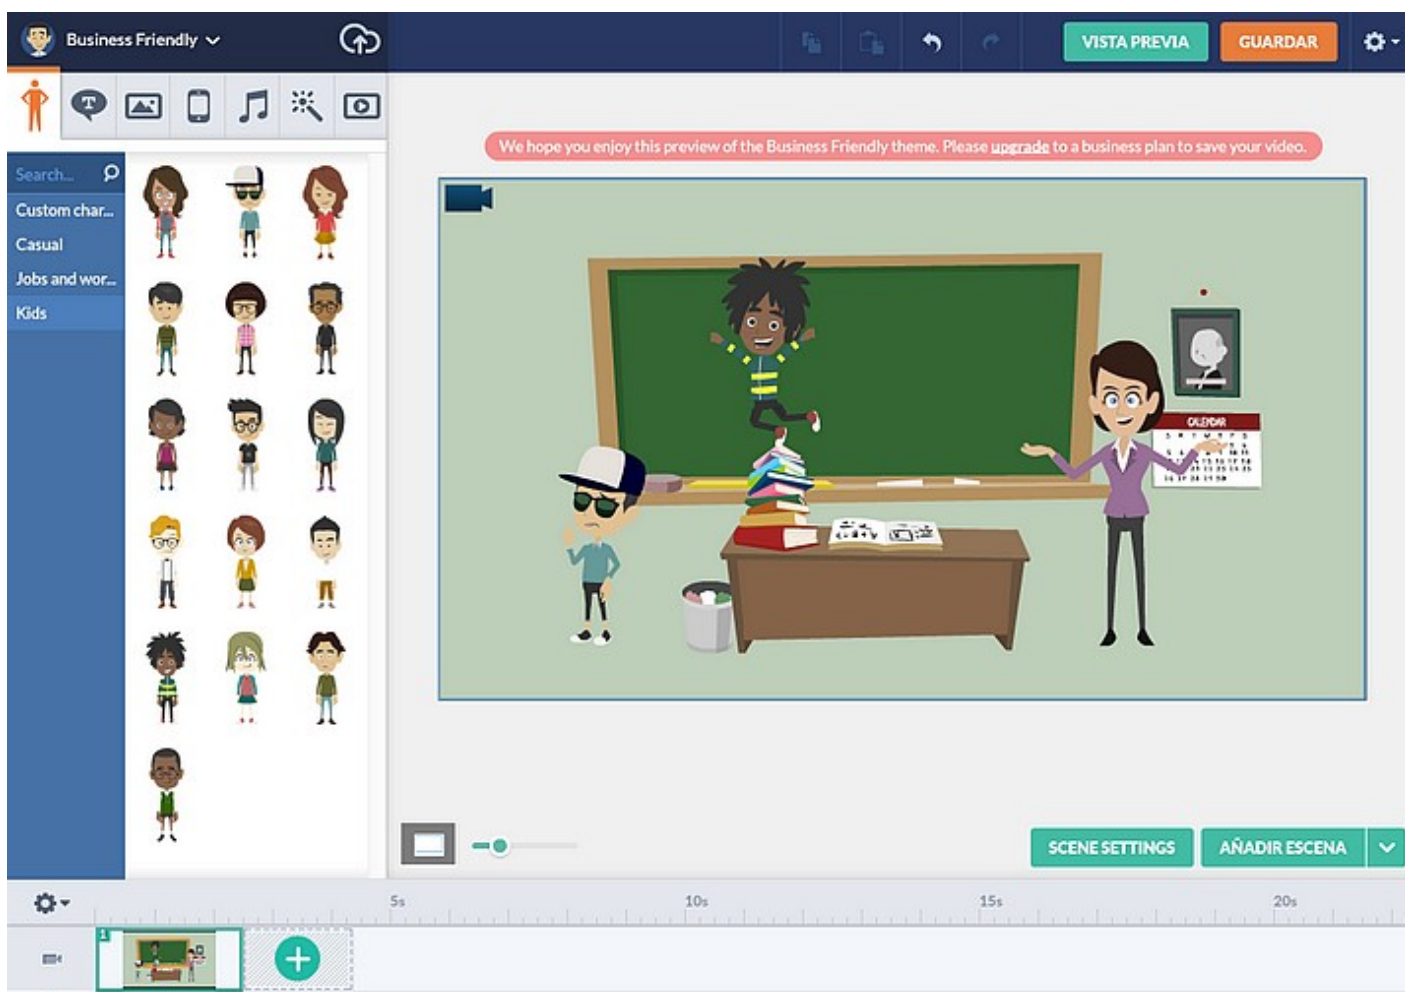 Business Friendly
VISTA PREVIA
GUARDAR
T
We hope you enjoy this preview of the Business Friendly theme. Please upgrade to a business plan to save your video.
Search...
Custom char...
Casual
Jobs and wor...
Kids
CALENDAR
SCENE SETTINGS
AÑADIR ESCENA
5s
10s
15s
20s
1